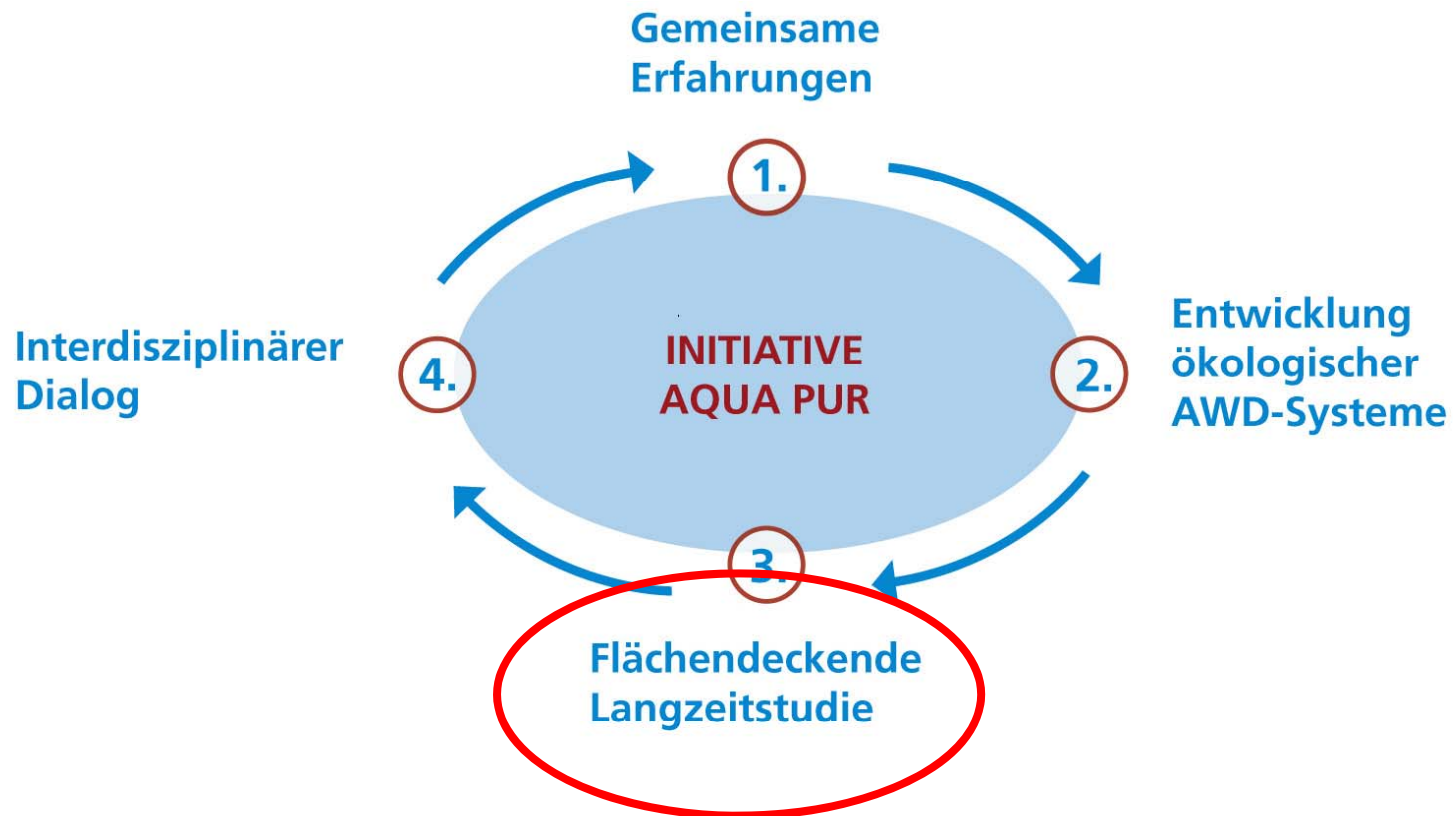 Gemeinsame
Erfahrungen
1.
Entwicklung
ökologischer
AWD-Systeme
2.
INITIATIVE
AQUA PUR
Interdisziplinärer
Dialog
4.
3.
Flächendeckende
Langzeitstudie